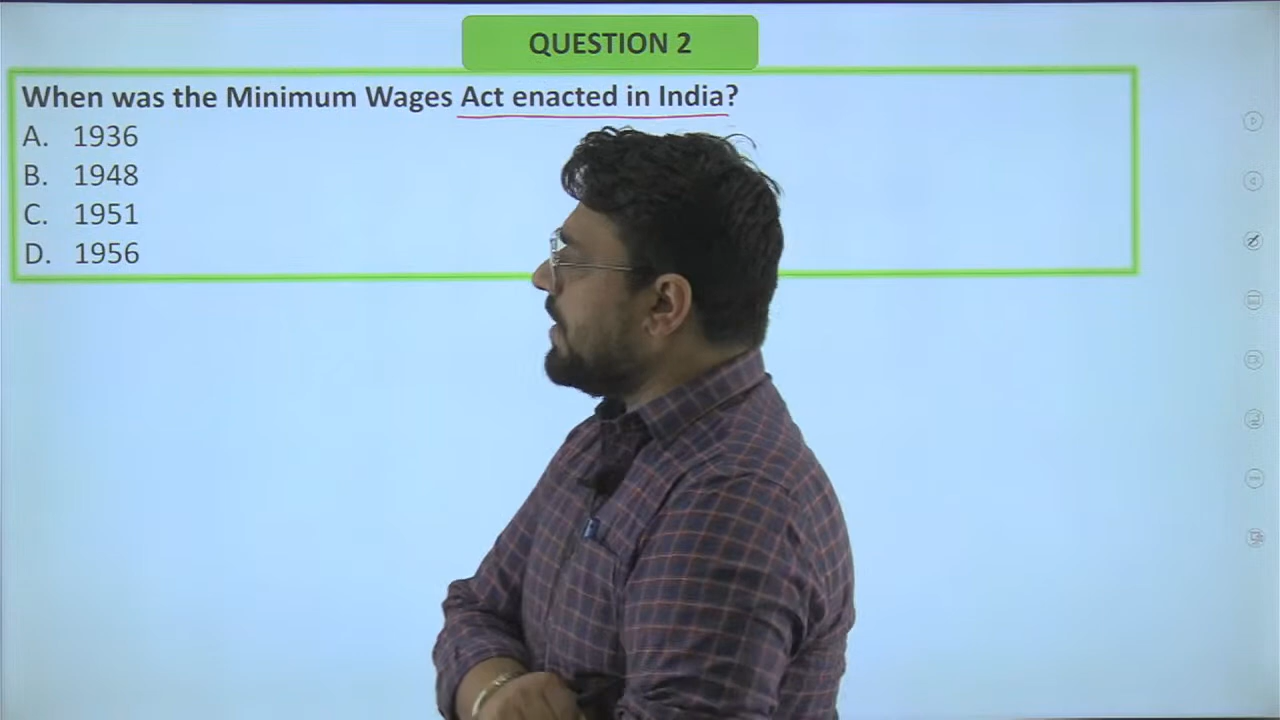 QUESTION 2
When was the Minimum Wages Act enacted in India?
A. 1936
B. 1948
C. 1951
D. 1956